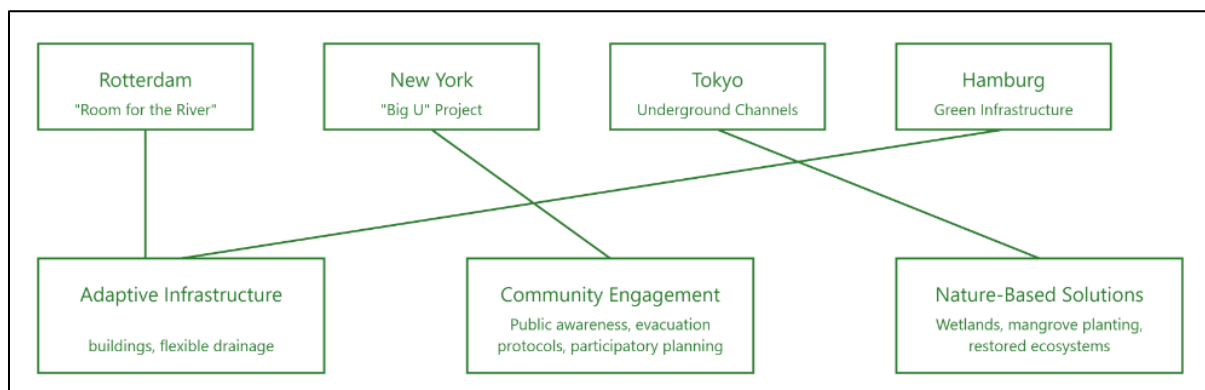 Rotterdam
"Room for the River"
New York
"Big U" Project
Tokyo
Underground Channels
Hamburg
Green Infrastructure
Adaptive Infrastructure
buildings, flexible drainage
Community Engagement
Public awareness, evacuation
protocols, participatory planning
Nature-Based Solutions
Wetlands, mangrove planting,
restored ecosystems